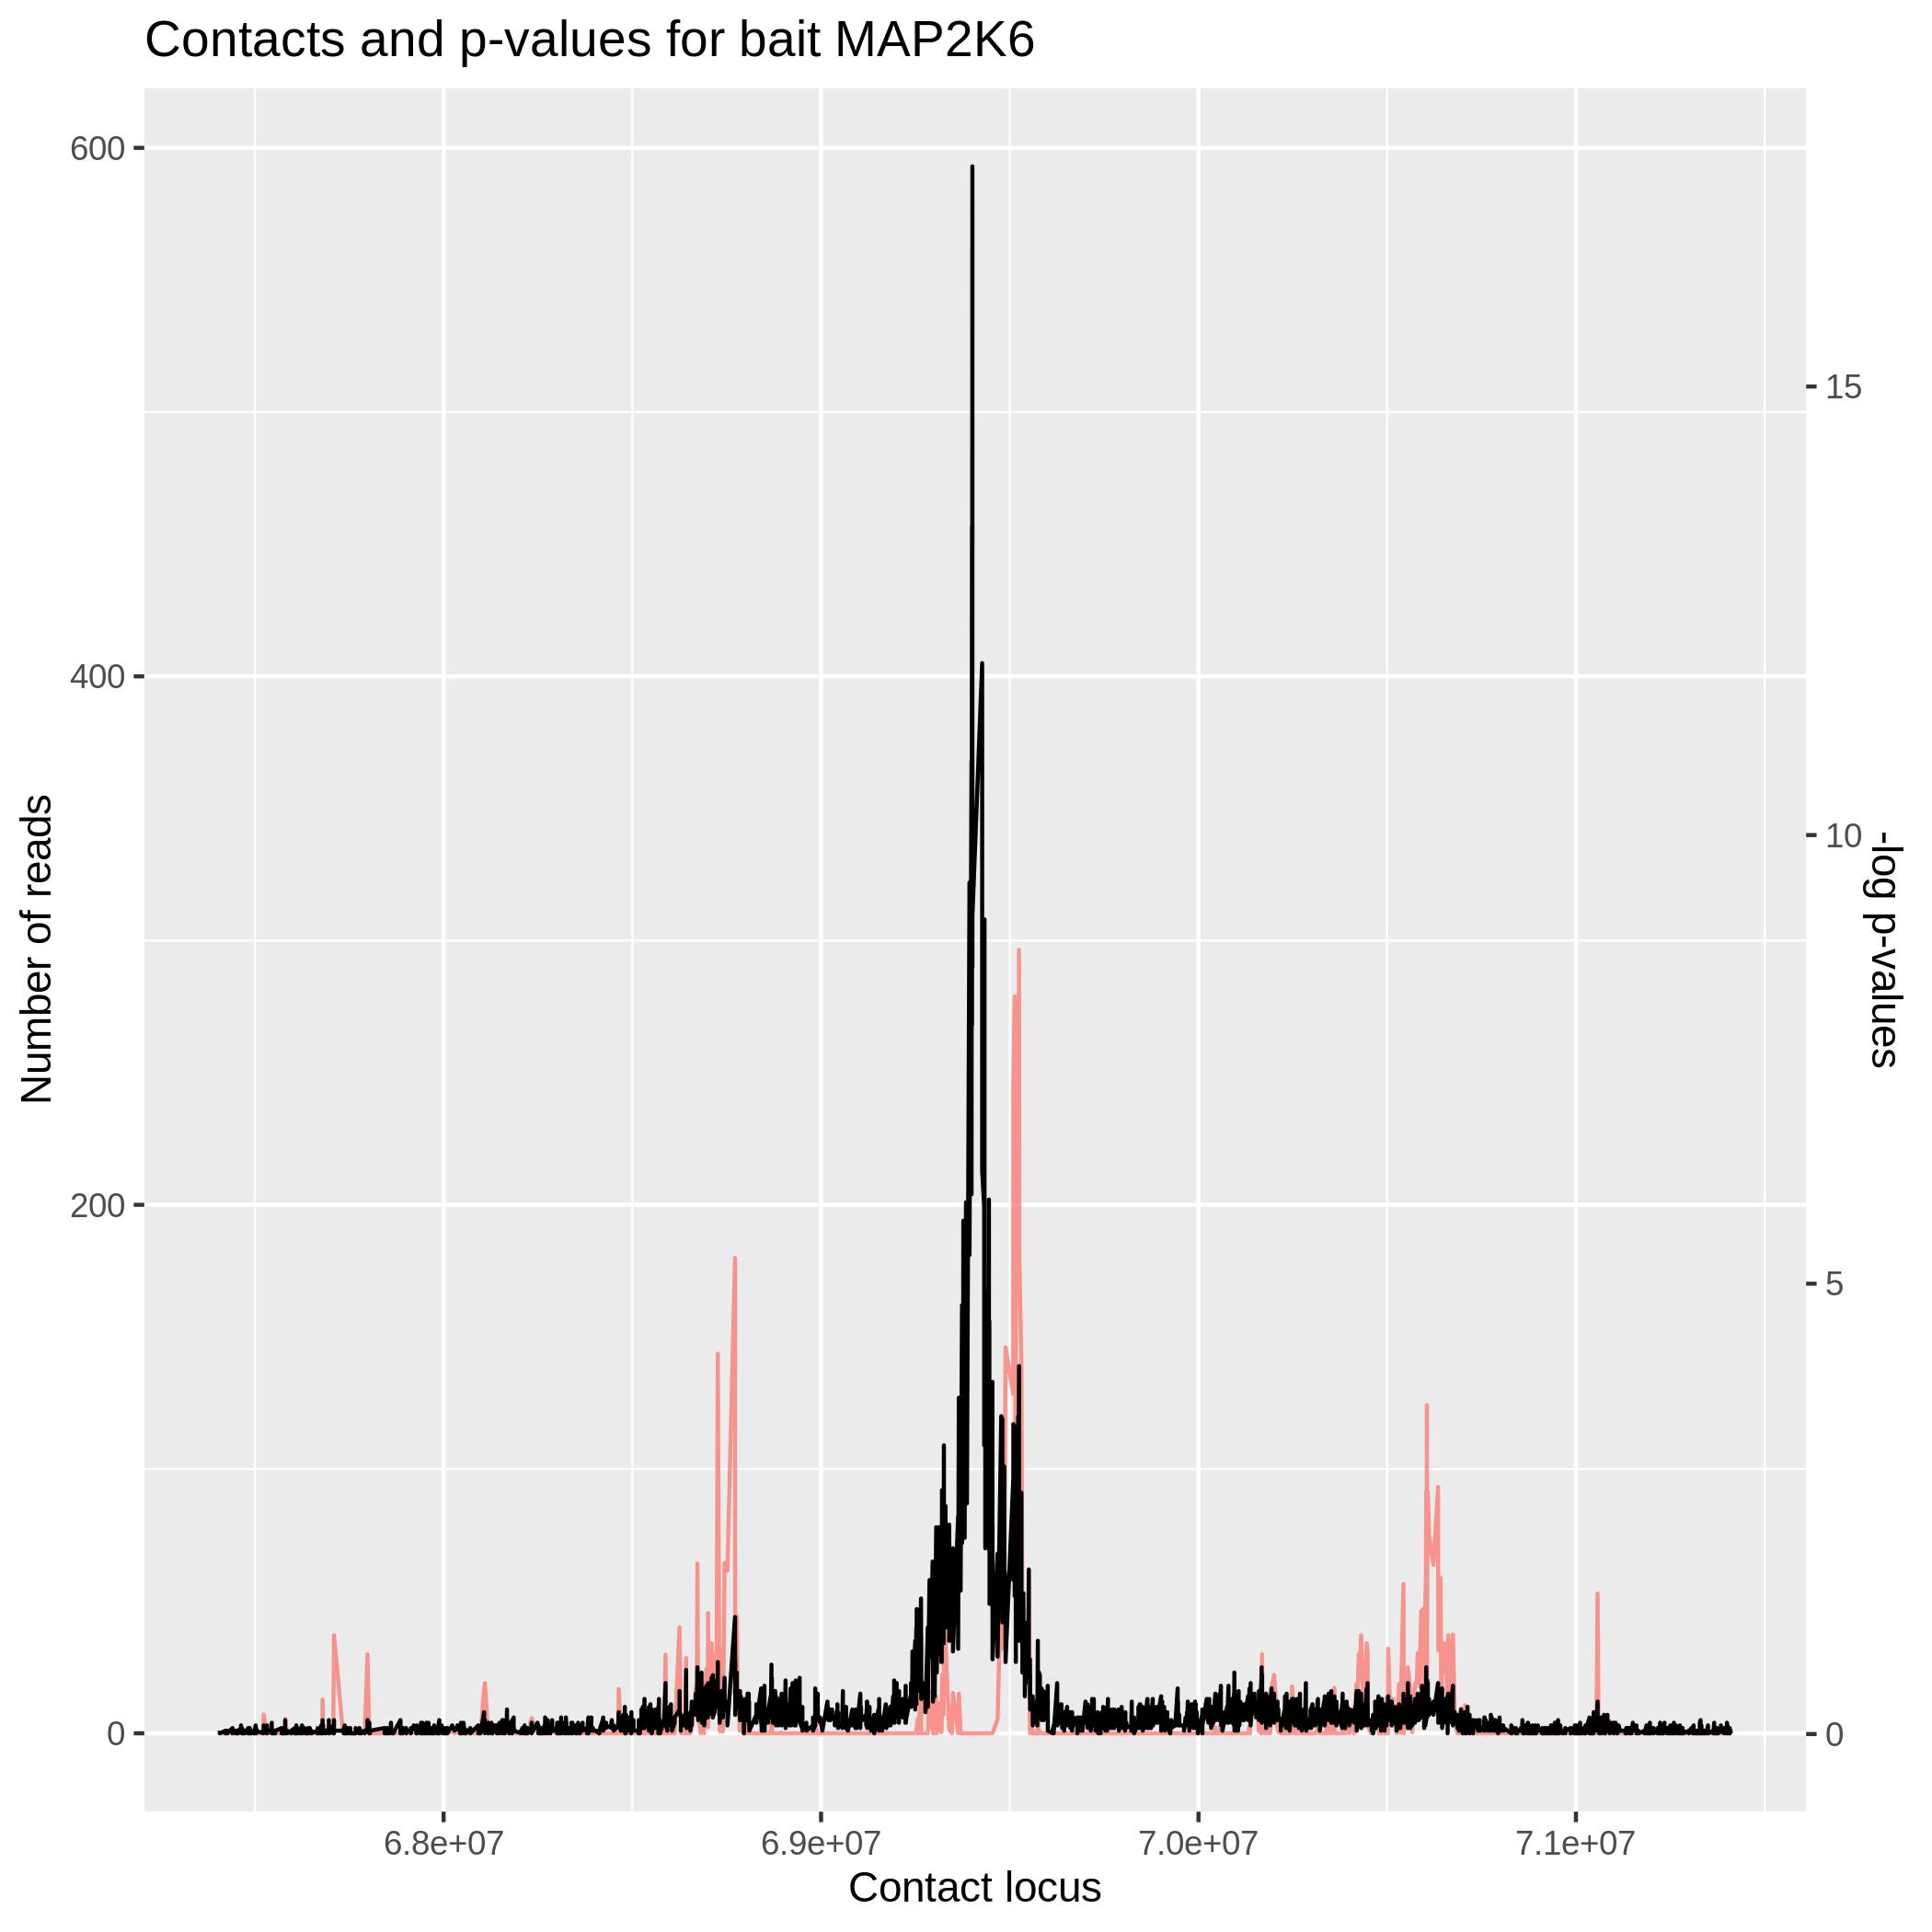 Contacts and p-values for bait MAP2K6
600
400
200
0
Number of reads
15
10
5
0
-log p-values
6.8e+07
6.9e+07
7.0e+07
7.1e+07
Contact locus